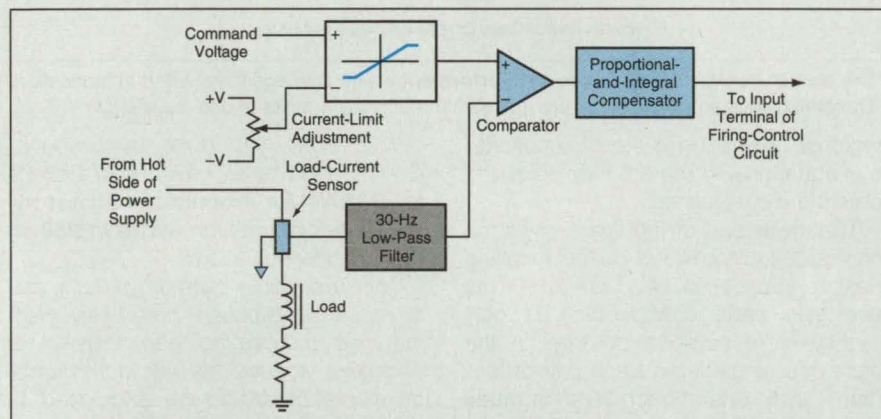 Command
Voltage
+
−
+V
−V
Current-Limit
Adjustment
+
−
Comparator
Proportional-
and-Integral
Compensator
To Input
Terminal of
Firing-Control
Circuit
From Hot
Side of
Power
Supply
Load-Current
Sensor
30-Hz
Low-Pass
Filter
Load